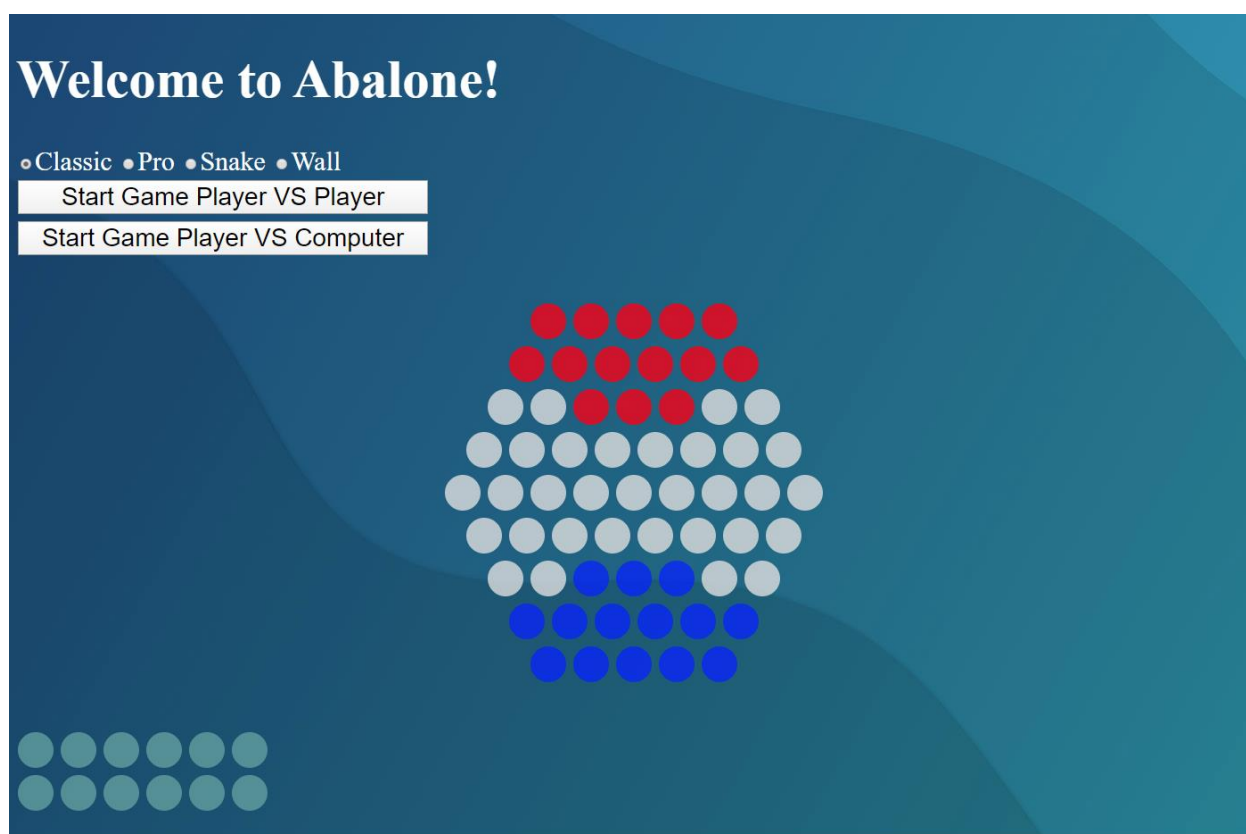 Welcome to Abalone!
Classic Pro Snake Wall
Start Game Player VS Player
Start Game Player VS Computer